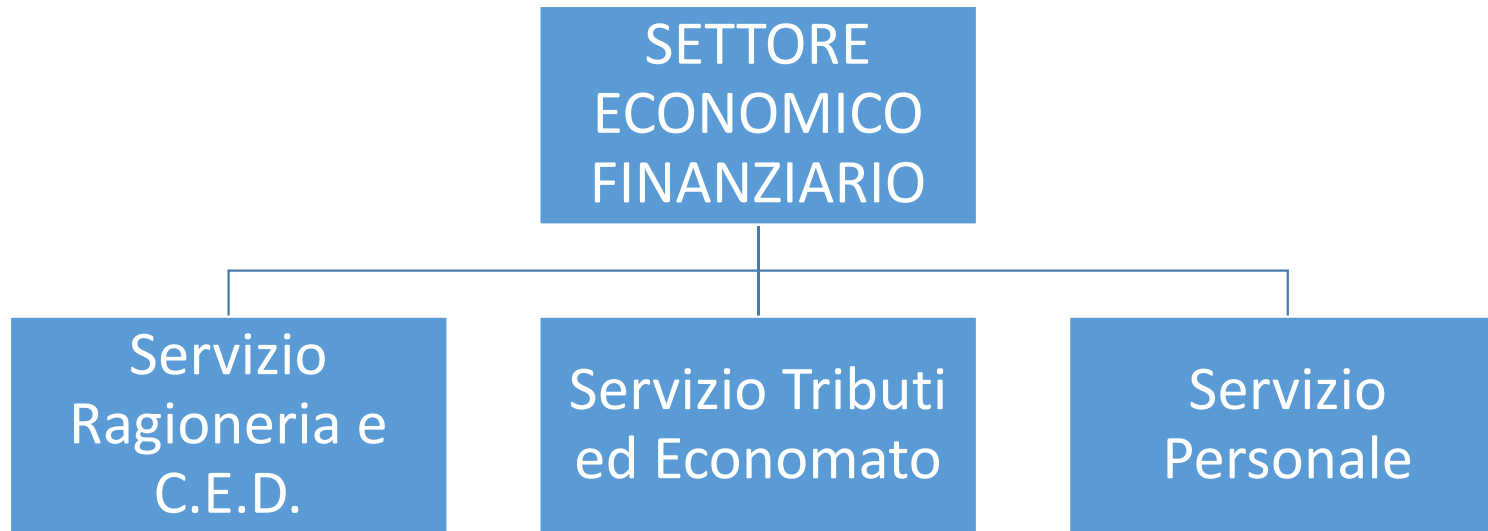 SETTORE
ECONOMICO
FINANZIARIO
Servizio
Ragioneria e
C.E.D.
Servizio Tributi
ed Economato
Servizio
Personale